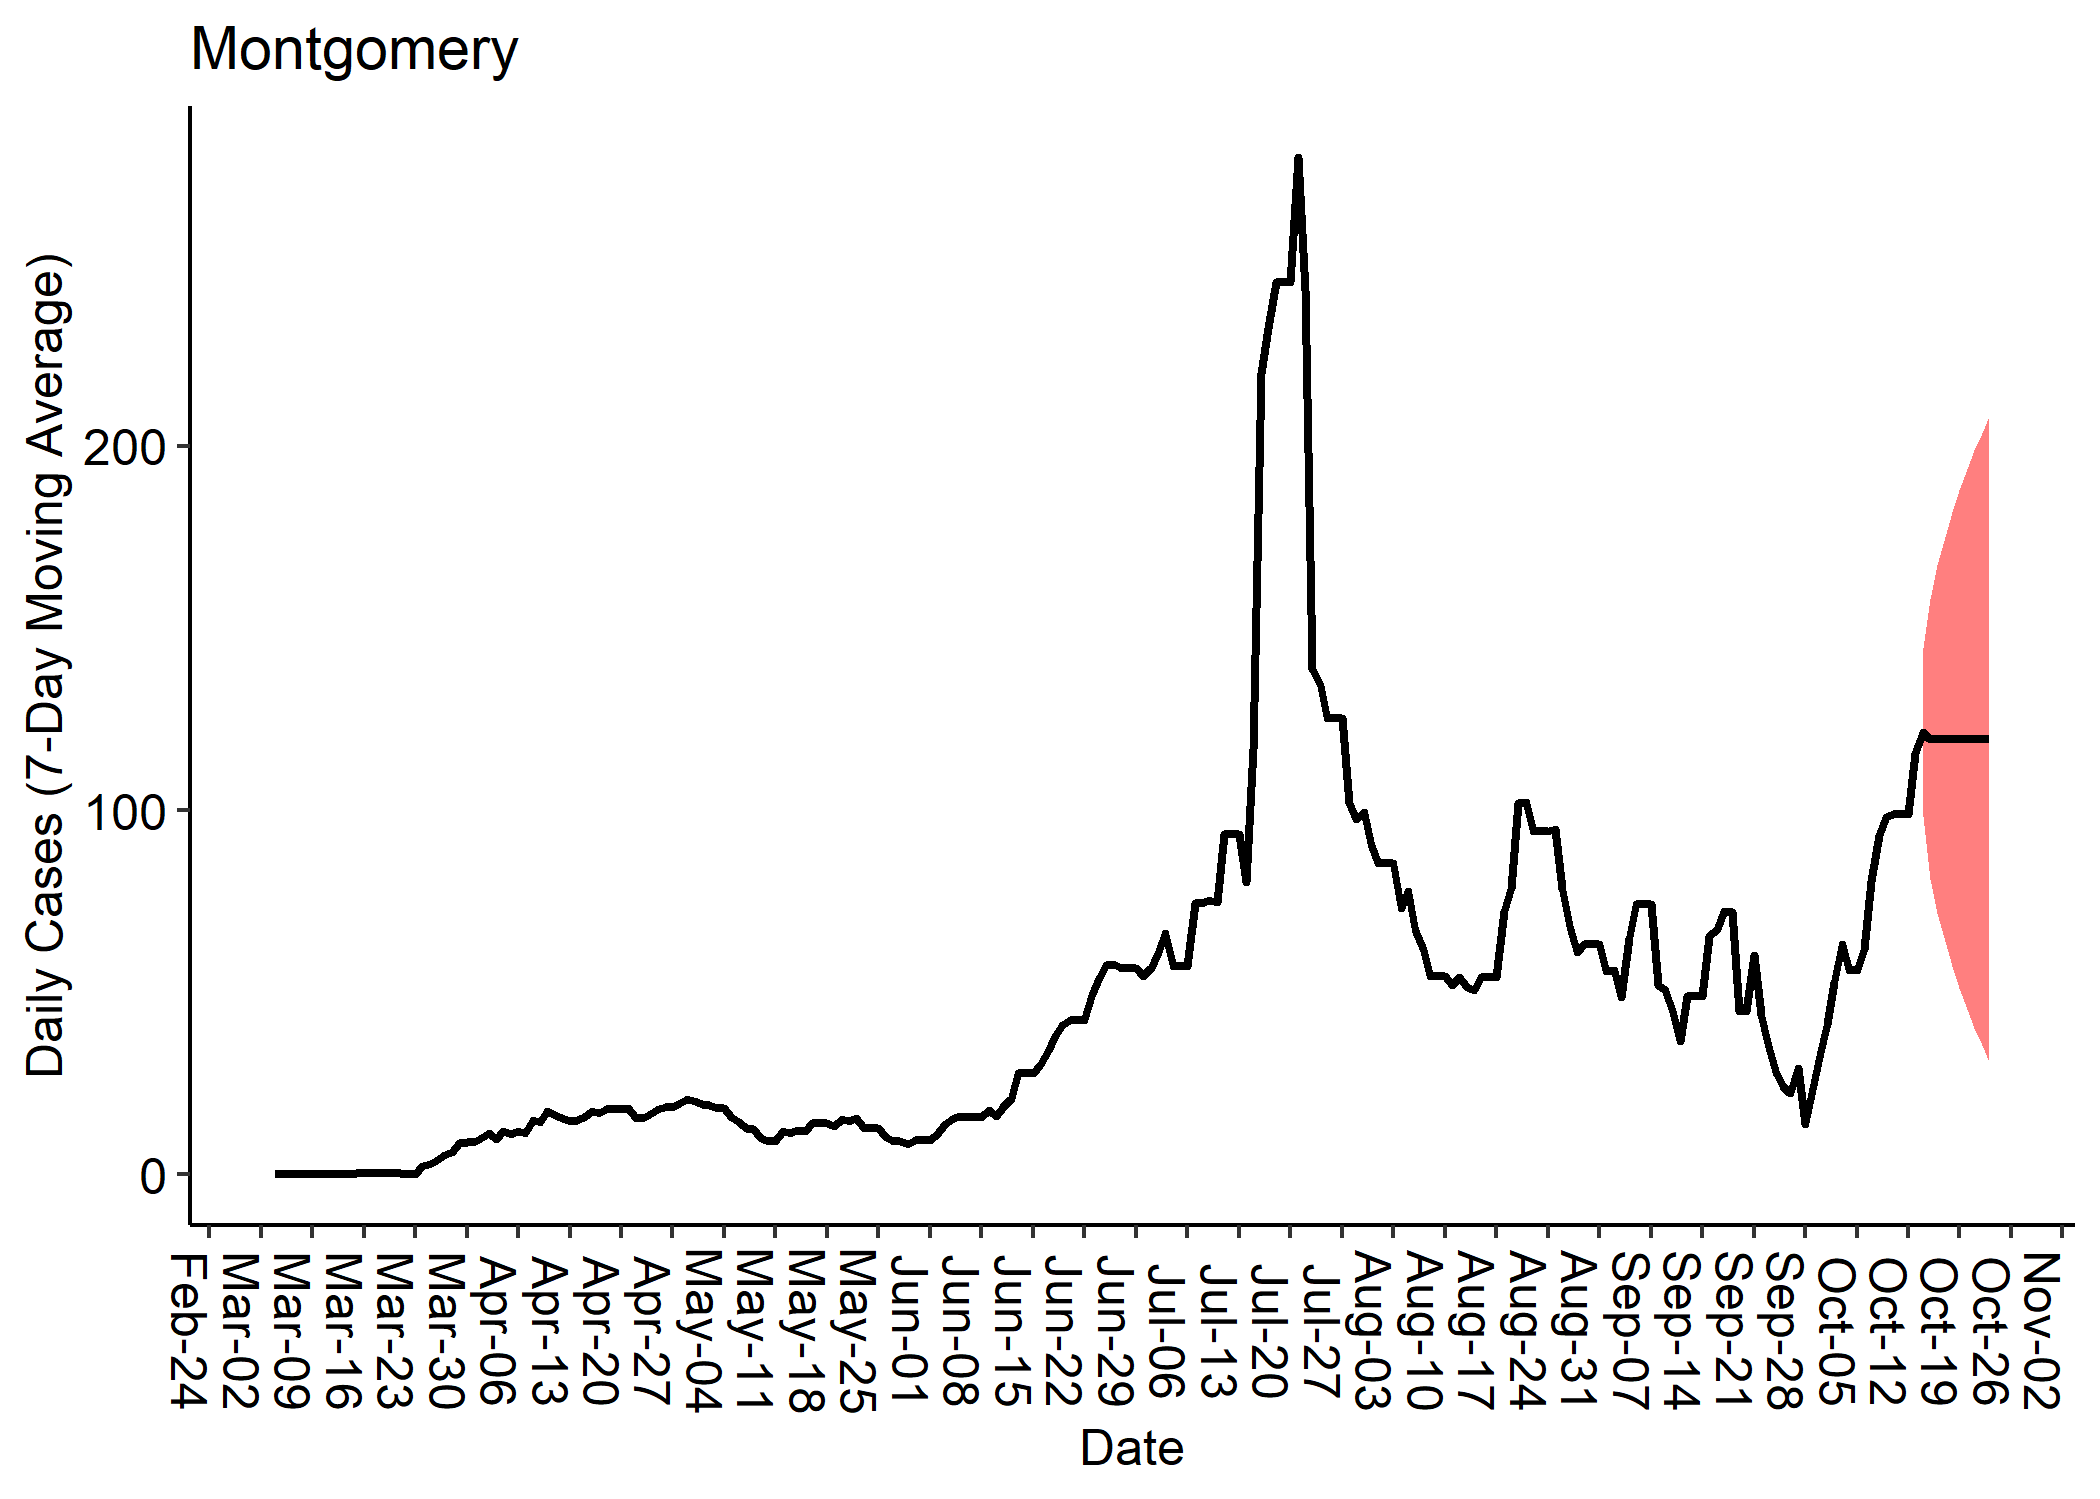 Montgomery
Daily Cases (7-Day Moving Average)
200
100
0
Feb-24
Mar-02
Mar-09
Mar-16
Mar-23
Mar-30
Apr-06
Apr-13
Apr-20
Apr-27
May-04
May-11
May-18
May-25
Jun-01
Jun-08
Jun-15
Jun-22
Jun-29
Jul-06
Jul-13
Jul-20
Jul-27
Aug-03
Aug-10
Aug-17
Aug-24
Aug-31
Sep-07
Sep-14
Sep-21
Sep-28
Oct-05
Oct-12
Oct-19
Oct-26
Nov-02
Date